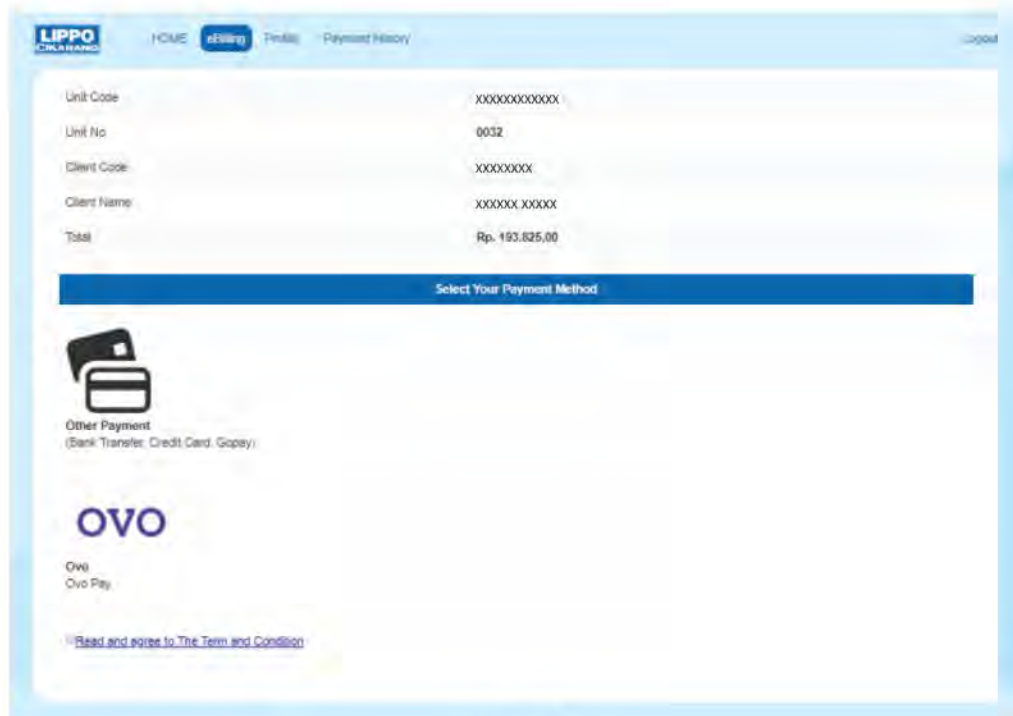 LIPPO
CIKARANG
HOME eBilling Profile Payment History Logout
Unit Code XXXXXXXXXXXX
Unit No 0032
Client Code XXXXXXXX
Client Name XXXXXX XXXXX
Total Rp. 193.825,00
Select Your Payment Method
Other Payment
(Bank Transfer, Credit Card, Gopay)
OVO
Ovo
Ovo Pay
Read and agree to The Term and Condition